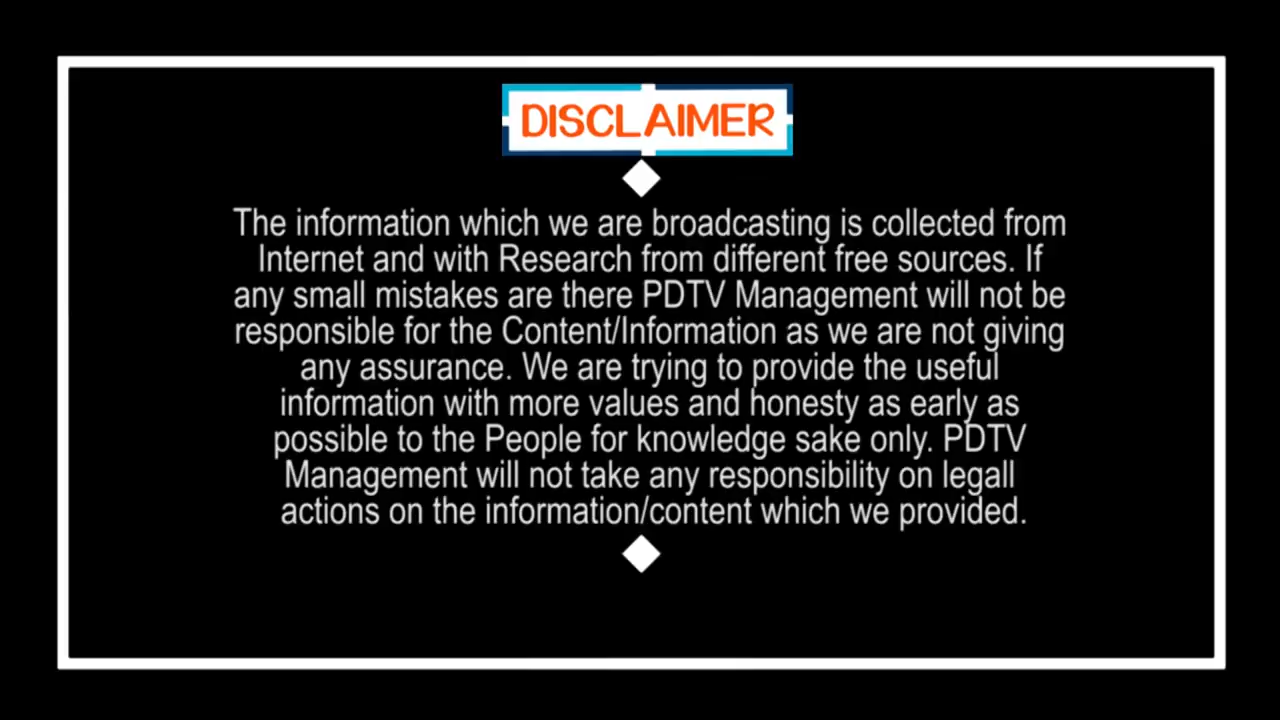 DISCLAIMER
The information which we are broadcasting is collected from
Internet and with Research from different free sources. If
any small mistakes are there PDTV Management will not be
responsible for the Content/Information as we are not giving
any assurance. We are trying to provide the useful
information with more values and honesty as early as
possible to the People for knowledge sake only. PDTV
Management will not take any responsibility on legall
actions on the information/content which we provided.